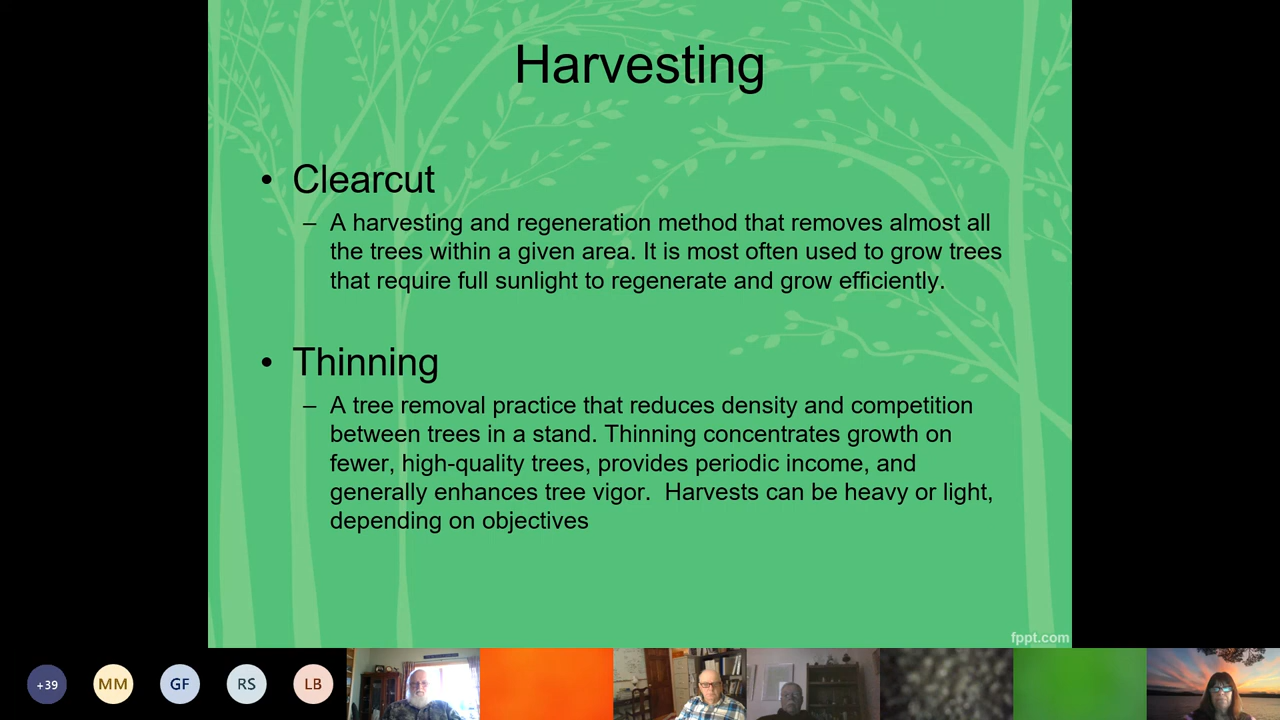 Harvesting
• Clearcut
– A harvesting and regeneration method that removes almost all
the trees within a given area. It is most often used to grow trees
that require full sunlight to regenerate and grow efficiently.
• Thinning
– A tree removal practice that reduces density and competition
between trees in a stand. Thinning concentrates growth on
fewer, high-quality trees, provides periodic income, and
generally enhances tree vigor.  Harvests can be heavy or light,
depending on objectives
fppt.com
+39 MM GF RS LB